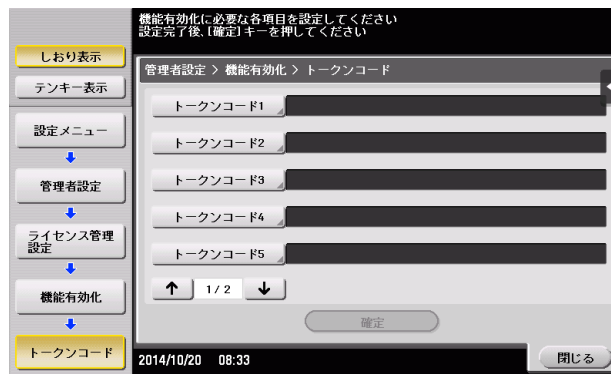 機能有効化に必要な各項目を設定してください
設定完了後、[確定]キーを押してください
しおり表示
テンキー表示
設定メニュー
管理者設定
ライセンス管理
設定
機能有効化
トークンコード
管理者設定 > 機能有効化 > トークンコード
トークンコード1
トークンコード2
トークンコード3
トークンコード4
トークンコード5
↑ 1/2 ↓
確定
2014/10/20 08:33
閉じる